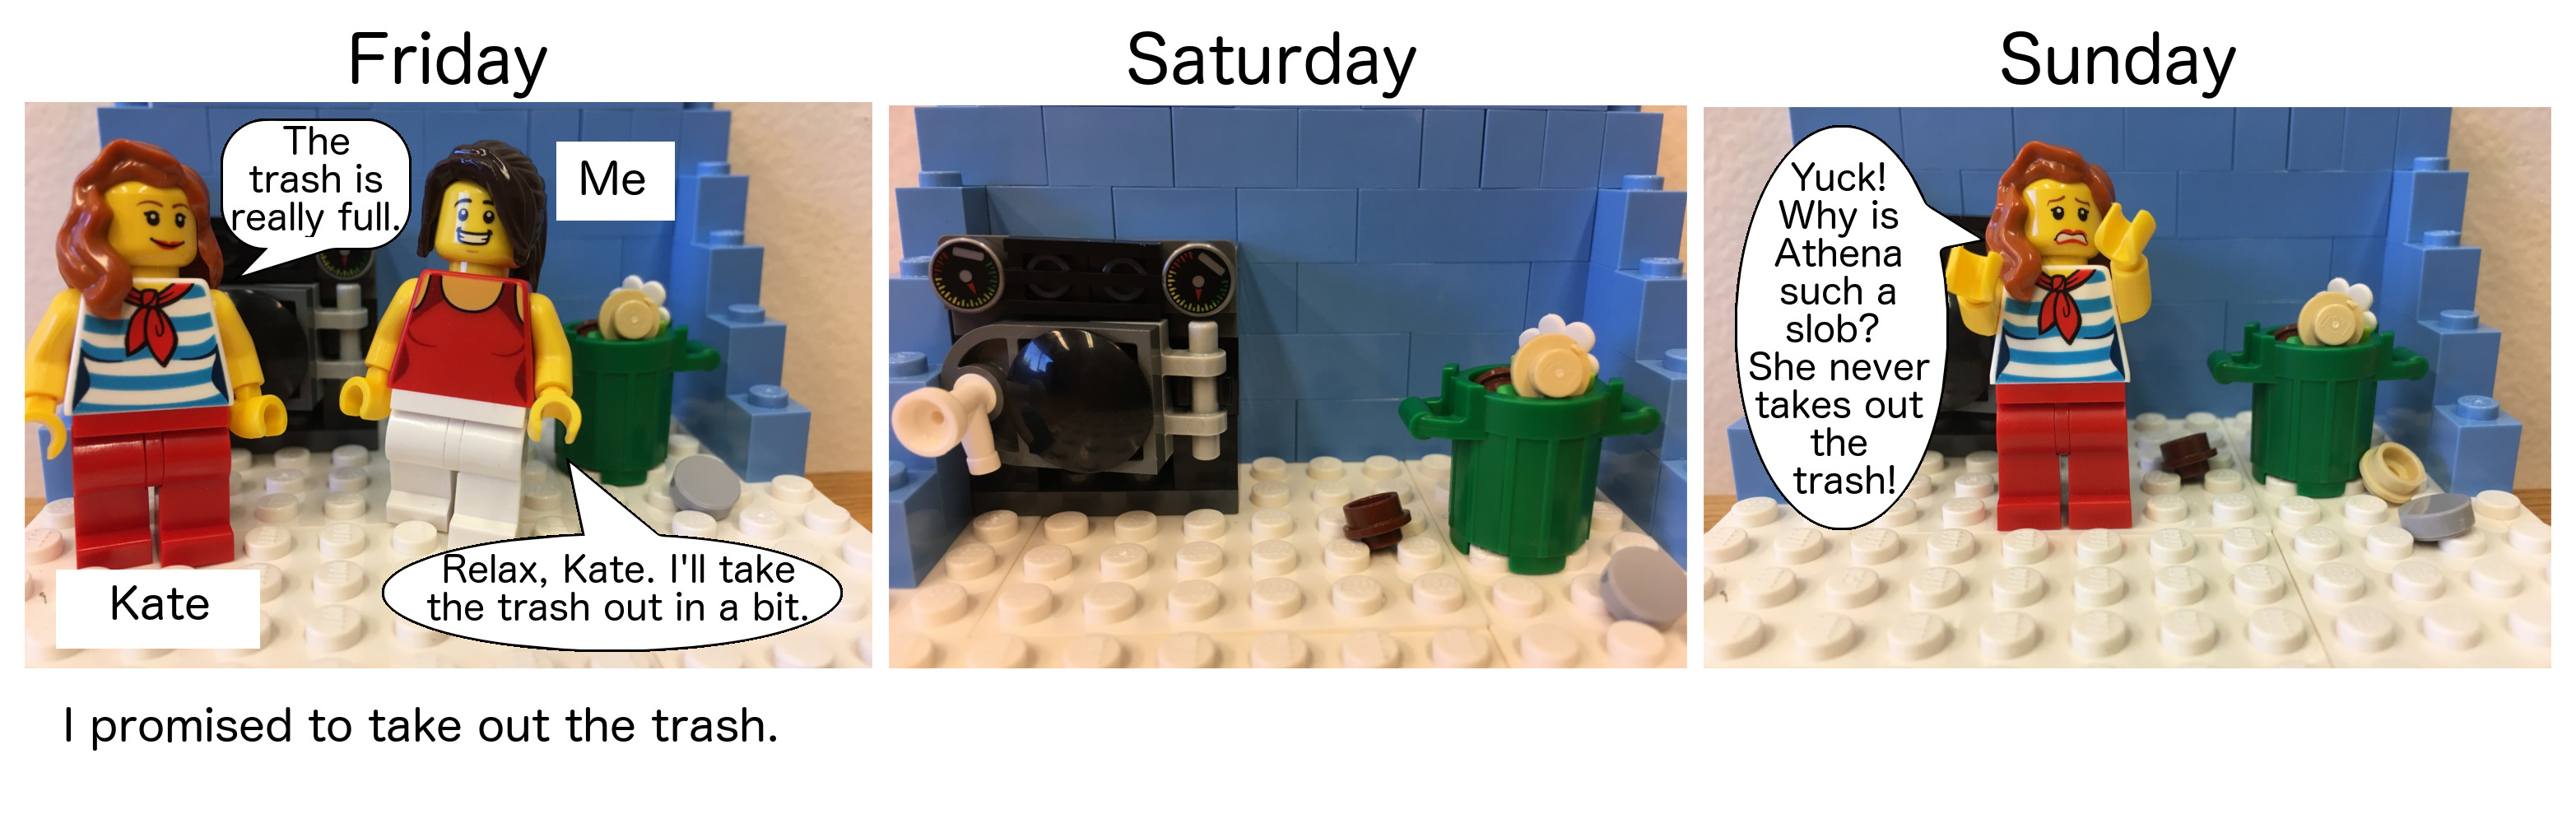 Friday
Saturday
Sunday
The
trash is
really full.
Me
Relax, Kate. I'll take
the trash out in a bit.
Kate
Yuck!
Why is
Athena
such a
slob?
She never
takes out
the
trash!
I promised to take out the trash.